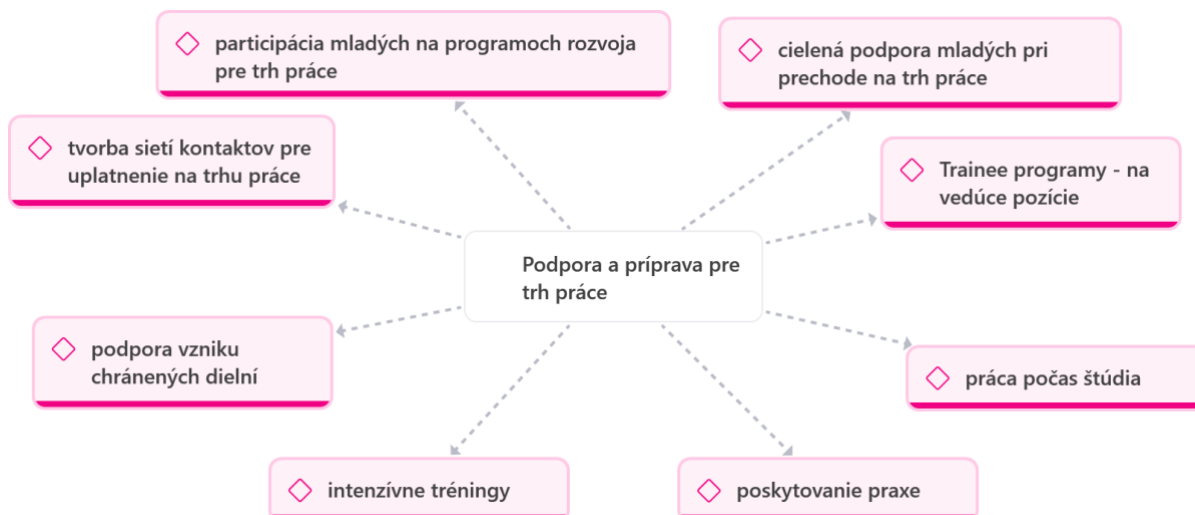 participácia mladých na programoch rozvoja
pre trh práce
cielená podpora mladých pri
prechode na trh práce
tvorba sietí kontaktov pre
uplatnenie na trhu práce
Trainee programy - na
vedúce pozície
Podpora a príprava pre
trh práce
podpora vzniku
chránených dielní
práca počas štúdia
intenzívne tréningy
poskytovanie praxe